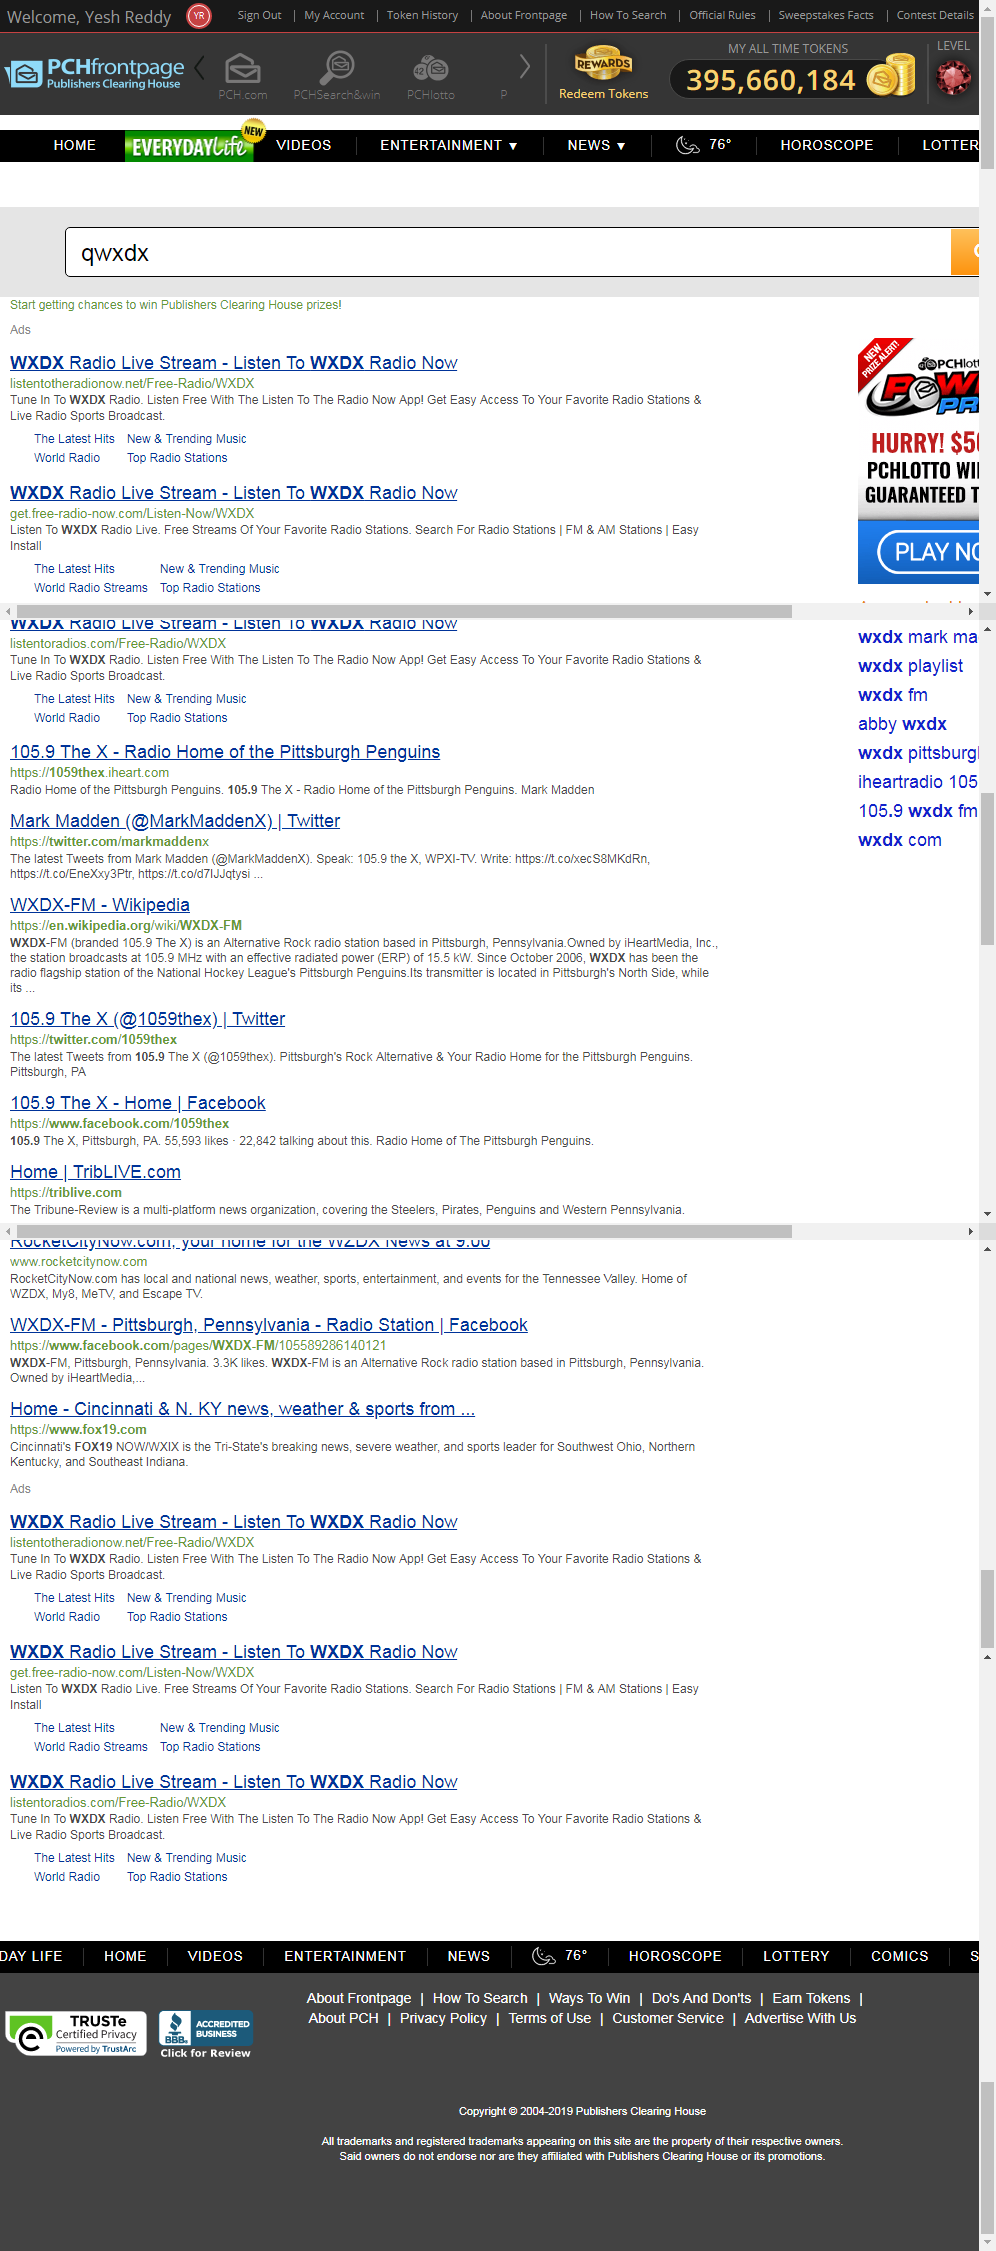 Welcome, Yesh Reddy YR Sign Out | My Account | Token History | About Frontpage | How To Search | Official Rules | Sweepstakes Facts | Contest Details
PCHfrontpage
Publishers Clearing House
PCH.com PCHSearch&win PCHlotto P
REWARDS
Redeem Tokens
MY ALL TIME TOKENS
395,660,184
LEVEL
HOME EVERYDAY Life NEW VIDEOS ENTERTAINMENT ▼ NEWS ▼ 76° HOROSCOPE LOTTER
qwxdx
Start getting chances to win Publishers Clearing House prizes!
Ads
WXDX Radio Live Stream - Listen To WXDX Radio Now
listentotheradionow.net/Free-Radio/WXDX
Tune In To WXDX Radio. Listen Free With The Listen To The Radio Now App! Get Easy Access To Your Favorite Radio Stations &
Live Radio Sports Broadcast.
The Latest Hits New & Trending Music
World Radio Top Radio Stations
WXDX Radio Live Stream - Listen To WXDX Radio Now
get.free-radio-now.com/Listen-Now/WXDX
Listen To WXDX Radio Live. Free Streams Of Your Favorite Radio Stations. Search For Radio Stations | FM & AM Stations | Easy
Install
The Latest Hits New & Trending Music
World Radio Streams Top Radio Stations
NEW PRIZE ALERT!
PCHlott
POW
PR
HURRY! $5
PCHLOTTO WI
GUARANTEED T
PLAY NO
WXDX Radio Live Stream - Listen To WXDX Radio Now
listentoradios.com/Free-Radio/WXDX
Tune In To WXDX Radio. Listen Free With The Listen To The Radio Now App! Get Easy Access To Your Favorite Radio Stations &
Live Radio Sports Broadcast.
The Latest Hits New & Trending Music
World Radio Top Radio Stations
105.9 The X - Radio Home of the Pittsburgh Penguins
https://1059thex.iheart.com
Radio Home of the Pittsburgh Penguins. 105.9 The X - Radio Home of the Pittsburgh Penguins. Mark Madden
Mark Madden (@MarkMaddenX) | Twitter
https://twitter.com/markmaddenx
The latest Tweets from Mark Madden (@MarkMaddenX). Speak: 105.9 the X, WPXI-TV. Write: https://t.co/xecS8MKdRn,
https://t.co/EneXxy3Ptr, https://t.co/d7IJJqtysi ...
WXDX-FM - Wikipedia
https://en.wikipedia.org/wiki/WXDX-FM
WXDX-FM (branded 105.9 The X) is an Alternative Rock radio station based in Pittsburgh, Pennsylvania.Owned by iHeartMedia, Inc.,
the station broadcasts at 105.9 MHz with an effective radiated power (ERP) of 15.5 kW. Since October 2006, WXDX has been the
radio flagship station of the National Hockey League's Pittsburgh Penguins.Its transmitter is located in Pittsburgh's North Side, while
its ...
105.9 The X (@1059thex) | Twitter
https://twitter.com/1059thex
The latest Tweets from 105.9 The X (@1059thex). Pittsburgh's Rock Alternative & Your Radio Home for the Pittsburgh Penguins.
Pittsburgh, PA
105.9 The X - Home | Facebook
https://www.facebook.com/1059thex
105.9 The X, Pittsburgh, PA. 55,593 likes · 22,842 talking about this. Radio Home of The Pittsburgh Penguins.
Home | TribLIVE.com
https://triblive.com
The Tribune-Review is a multi-platform news organization, covering the Steelers, Pirates, Penguins and Western Pennsylvania.
wxdx mark ma
wxdx playlist
wxdx fm
abby wxdx
wxdx pittsburg
iheartradio 105
105.9 wxdx fm
wxdx com
RocketCityNow.com, your home for the WZDX News at 9:00
www.rocketcitynow.com
RocketCityNow.com has local and national news, weather, sports, entertainment, and events for the Tennessee Valley. Home of
WZDX, My8, MeTV, and Escape TV.
WXDX-FM - Pittsburgh, Pennsylvania - Radio Station | Facebook
https://www.facebook.com/pages/WXDX-FM/105589286140121
WXDX-FM, Pittsburgh, Pennsylvania. 3.3K likes. WXDX-FM is an Alternative Rock radio station based in Pittsburgh, Pennsylvania.
Owned by iHeartMedia,...
Home - Cincinnati & N. KY news, weather & sports from ...
https://www.fox19.com
Cincinnati's FOX19 NOW/WXIX is the Tri-State's breaking news, severe weather, and sports leader for Southwest Ohio, Northern
Kentucky, and Southeast Indiana.
Ads
WXDX Radio Live Stream - Listen To WXDX Radio Now
listentotheradionow.net/Free-Radio/WXDX
Tune In To WXDX Radio. Listen Free With The Listen To The Radio Now App! Get Easy Access To Your Favorite Radio Stations &
Live Radio Sports Broadcast.
The Latest Hits New & Trending Music
World Radio Top Radio Stations
WXDX Radio Live Stream - Listen To WXDX Radio Now
get.free-radio-now.com/Listen-Now/WXDX
Listen To WXDX Radio Live. Free Streams Of Your Favorite Radio Stations. Search For Radio Stations | FM & AM Stations | Easy
Install
The Latest Hits New & Trending Music
World Radio Streams Top Radio Stations
WXDX Radio Live Stream - Listen To WXDX Radio Now
listentoradios.com/Free-Radio/WXDX
Tune In To WXDX Radio. Listen Free With The Listen To The Radio Now App! Get Easy Access To Your Favorite Radio Stations &
Live Radio Sports Broadcast.
The Latest Hits New & Trending Music
World Radio Top Radio Stations
DAY LIFE HOME VIDEOS ENTERTAINMENT NEWS 76° HOROSCOPE LOTTERY COMICS S
About Frontpage | How To Search | Ways To Win | Do's And Don'ts | Earn Tokens |
About PCH | Privacy Policy | Terms of Use | Customer Service | Advertise With Us
TRUSTe
Certified Privacy
Powered by TrustArc
BBB.
ACCREDITED
BUSINESS
Click for Review
Copyright © 2004-2019 Publishers Clearing House
All trademarks and registered trademarks appearing on this site are the property of their respective owners.
Said owners do not endorse nor are they affiliated with Publishers Clearing House or its promotions.